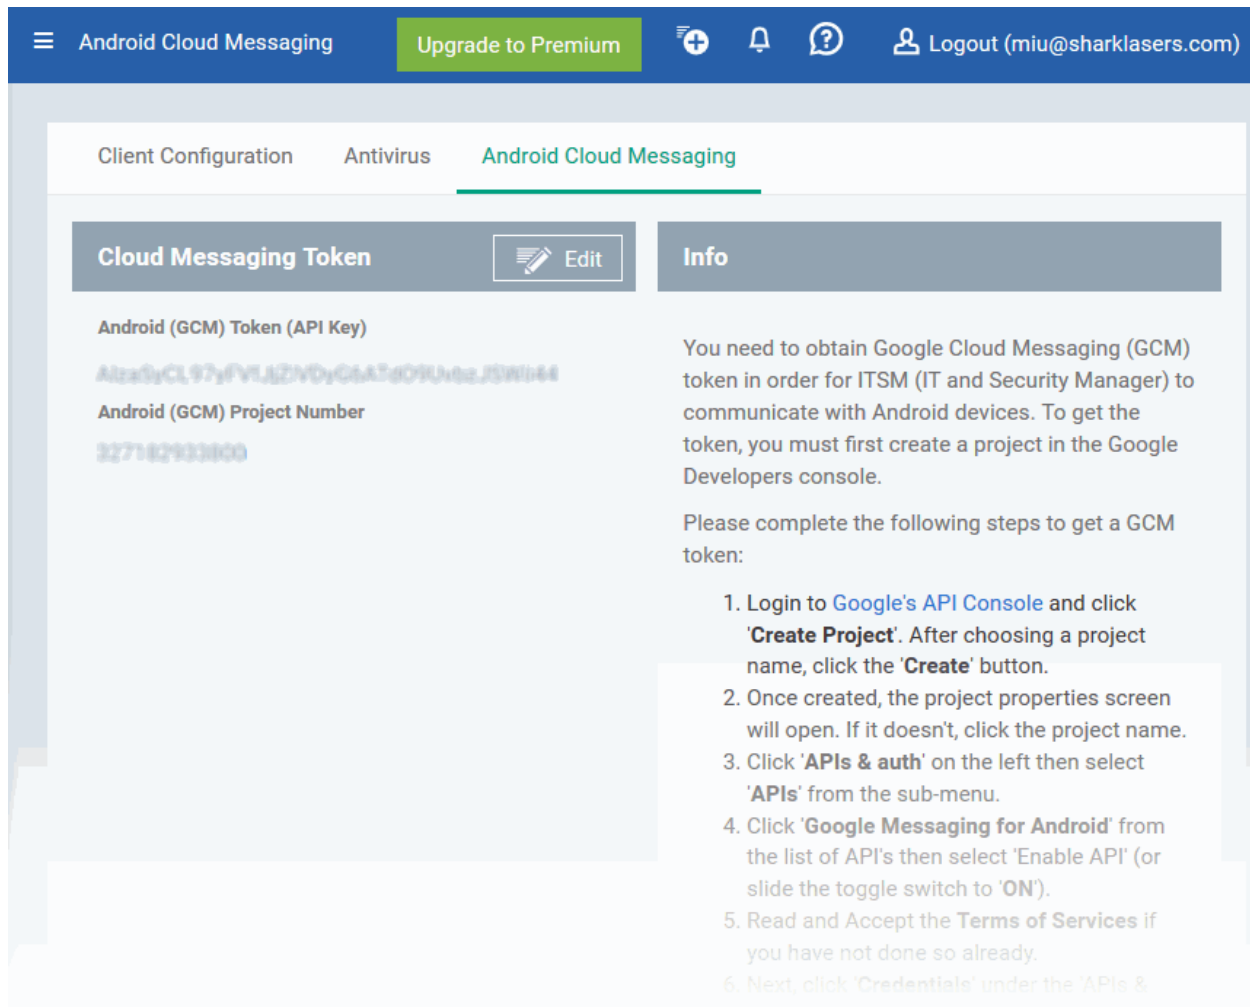 Android Cloud Messaging
Upgrade to Premium
Logout (miu@sharklasers.com)
Client Configuration
Antivirus
Android Cloud Messaging
Cloud Messaging Token
Edit
Android (GCM) Token (API Key)
Android (GCM) Project Number
Info
You need to obtain Google Cloud Messaging (GCM)
token in order for ITSM (IT and Security Manager) to
communicate with Android devices. To get the
token, you must first create a project in the Google
Developers console.
Please complete the following steps to get a GCM
token:
1. Login to Google's API Console and click
'Create Project'. After choosing a project
name, click the 'Create' button.
2. Once created, the project properties screen
will open. If it doesn't, click the project name.
3. Click 'APIs & auth' on the left then select
'APIs' from the sub-menu.
4. Click 'Google Messaging for Android' from
the list of API's then select 'Enable API' (or
slide the toggle switch to 'ON').
5. Read and Accept the Terms of Services if
you have not done so already.
6. Next, click 'Credentials' under the 'APIs &